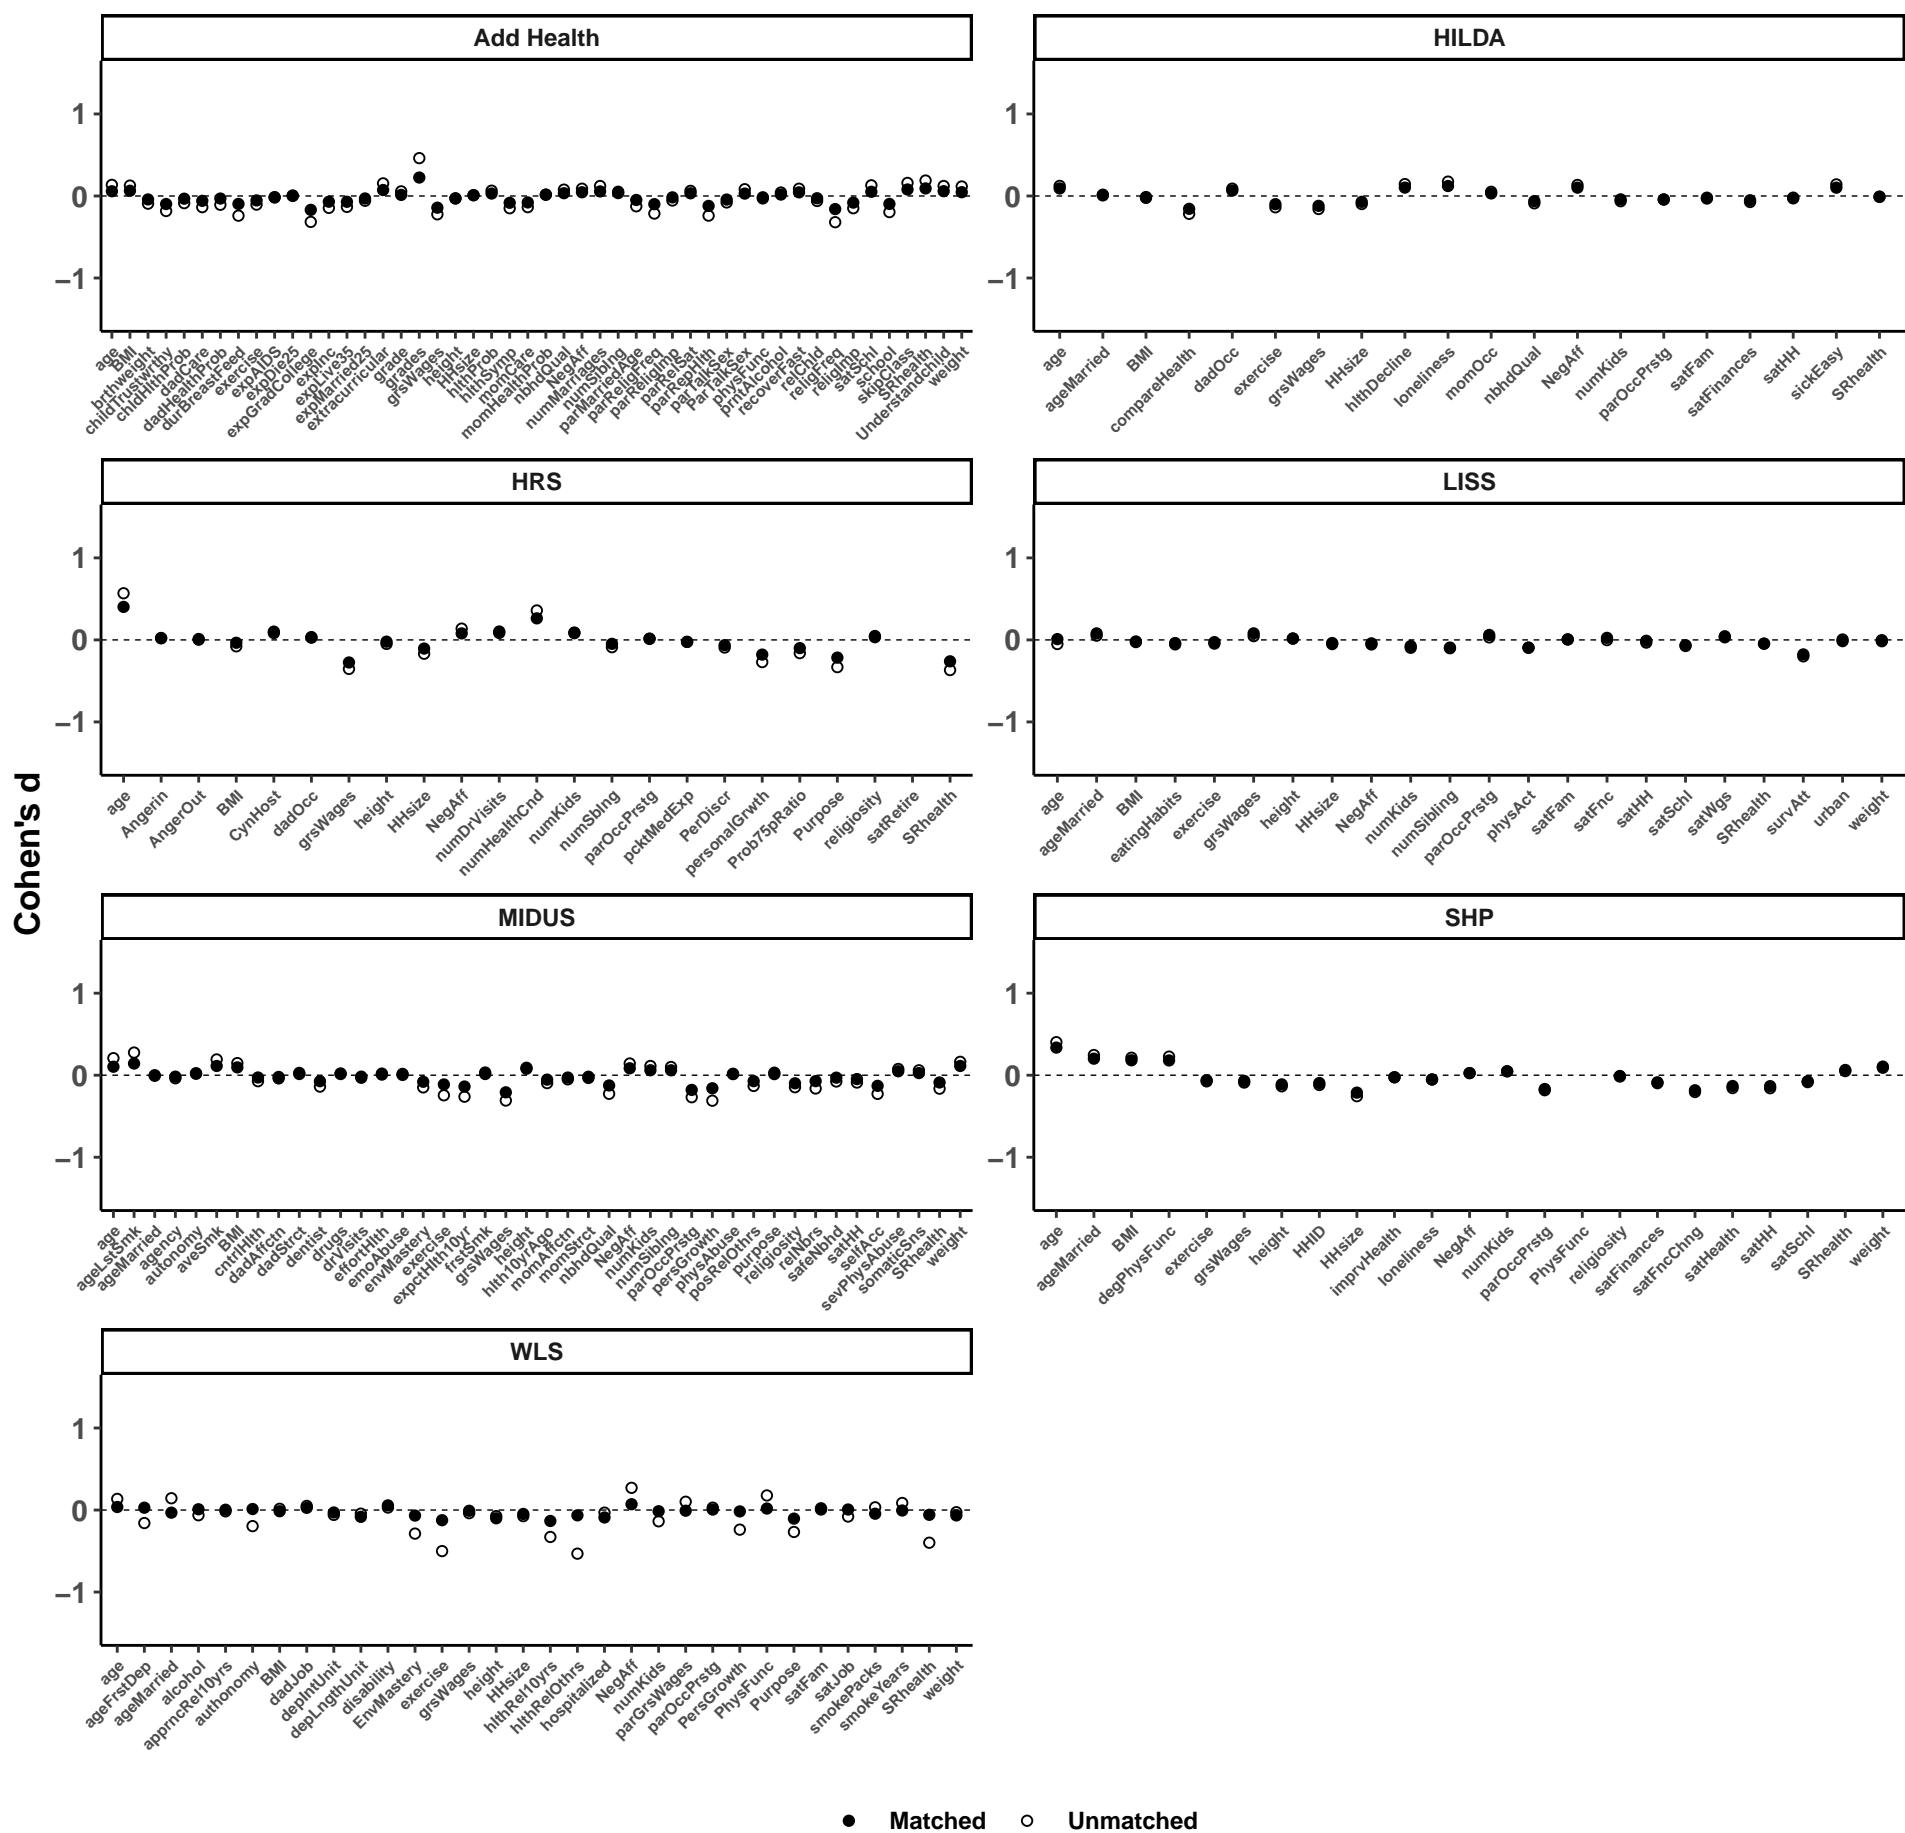 Cohen's d
Add Health
1
0
−1
age
BMI
brthweight
childTrustwrthy
chldHlthPob
dadCare
dadHealthPob
durBreastFeed
exercise
expAIDS
expDie25
expGradCollege
expInc
expLive35
expMarried25
extracurricular
grade
grades
grsWages
height
HHsize
hlthProb
hlthSymp
momCare
momHealthProb
nbhdQual
NegAff
numMarriages
numSibing
parMarriedAge
parReligFreq
parReligImp
parRelSat
parRepHlth
parTalkSex
ParTalkSex
physFunc
prntAlcohol
recoverFast
relChild
religFreq
religImp
satSchl
school
skipClass
SRhealth
Understandchld
weight
HILDA
1
0
−1
age
ageMarried
BMI
compareHealth
dadOcc
exercise
grsWages
HHsize
hlthDecline
loneliness
momOcc
nbhdQual
NegAff
numKids
parOccPrstg
satFam
satFinances
satHH
sickEasy
SRhealth
HRS
1
0
−1
age
Angerin
AngerOut
BMI
CynHost
dadOcc
grsWages
height
HHsize
NegAff
numDrVisits
numHealthCnd
numKids
numSblng
parOccPrstg
pcktMedExp
PerDiscr
personalGrwth
Prob75pRatio
Purpose
religiosity
satRetire
SRhealth
LISS
1
0
−1
age
ageMarried
BMI
eatingHabits
exercise
grsWages
height
HHsize
NegAff
numKids
numSibling
parOccPrstg
physAct
satFam
satFnc
satHH
satSchl
satWgs
SRhealth
survAtt
urban
weight
MIDUS
1
0
−1
age
ageLstSmk
ageMarried
agency
autonomy
aveSmk
BMI
cntrlHlth
dadAffctn
dadStrct
dentist
drugs
drVisits
effortHlth
emoAbuse
envMastery
exercise
expctHlth10yr
frstSmk
grsWages
height
hlth10yrAgo
momAffctn
momStrct
nbhdQual
NegAff
numKids
numSiblng
parOccPrstg
persGrowth
physAbuse
posRelOthrs
purpose
religiosity
relNbrs
safeNbhd
satHH
selfAcc
sevPhysAbuse
somaticSns
SRhealth
weight
SHP
1
0
−1
age
ageMarried
BMI
degPhysFunc
exercise
grsWages
height
HHID
HHsize
imprvHealth
loneliness
NegAff
numKids
parOccPrstg
PhysFunc
religiosity
satFinances
satFncChng
satHealth
satHH
satSchl
SRhealth
weight
WLS
1
0
−1
age
ageFrstDep
ageMarried
alcohol
apprncRel10yrs
authonomy
BMI
dadJob
depIntUnit
depLngthUnit
disability
EnvMastery
exercise
grsWages
height
HHsize
hlthRel10yrs
hlthRelOthrs
hospitalized
NegAff
numKids
parGrsWages
parOccPrstg
PersGrowth
PhysFunc
Purpose
satFam
satJob
smokePacks
smokeYears
SRhealth
weight
Matched
Unmatched